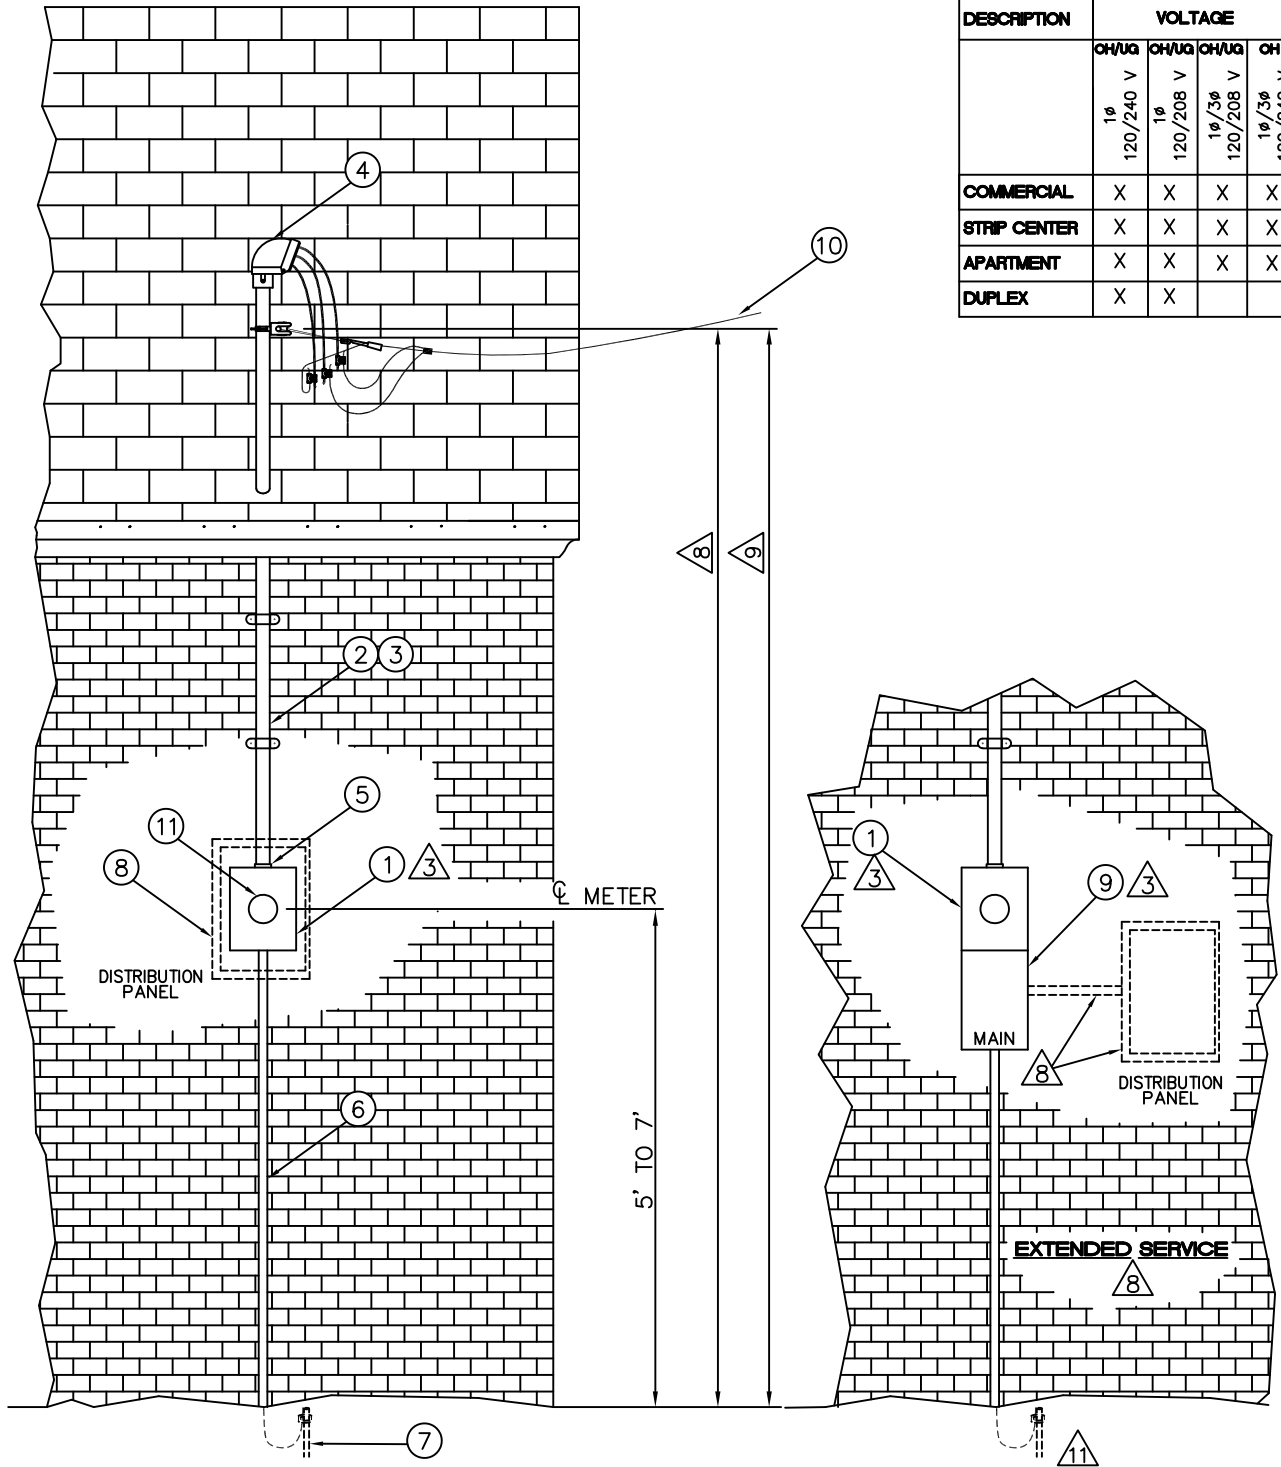 DESCRIPTION VOLTAGE
OH/UG OH/UG OH/UG OH
1ø 120/240 V
1ø 120/208 V
1ø/3ø 120/208 V
1ø/3ø
COMMERCIAL X X X X
STRIP CENTER X X X X
APARTMENT X X X X
DUPLEX X X
4
10
8 9
2 3
5
11
8
1 3
℄ METER
DISTRIBUTION
PANEL
6
5' TO 7'
7
1
3
9 3
MAIN
8
DISTRIBUTION
PANEL
EXTENDED SERVICE
8
11